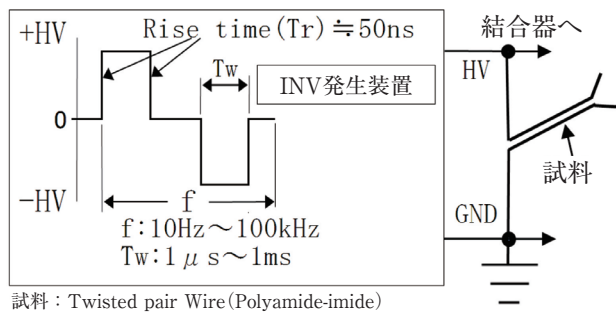 +HV
Rise time(Tr)≒50ns
結合器へ
HV
Tw
INV発生装置
0
試料
-HV
f
GND
f:10Hz～100kHz
Tw:1μs～1ms
試料：Twisted pair Wire(Polyamide-imide)